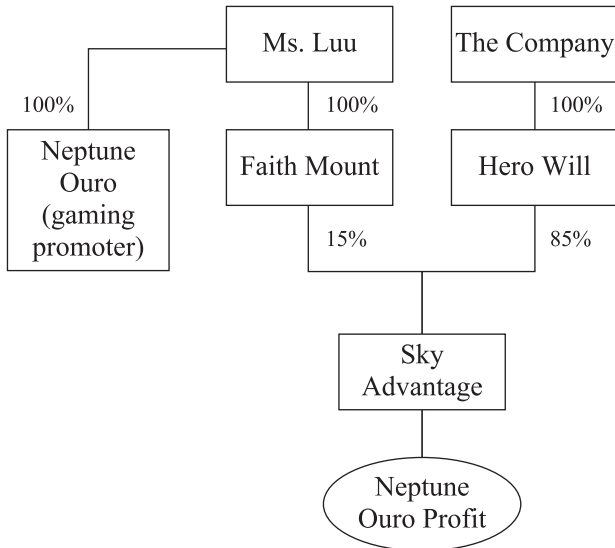 Ms. Luu
The Company
100%
100%
100%
Neptune
Ouro
(gaming
promoter)
Faith Mount
Hero Will
15%
85%
Sky
Advantage
Neptune
Ouro Profit